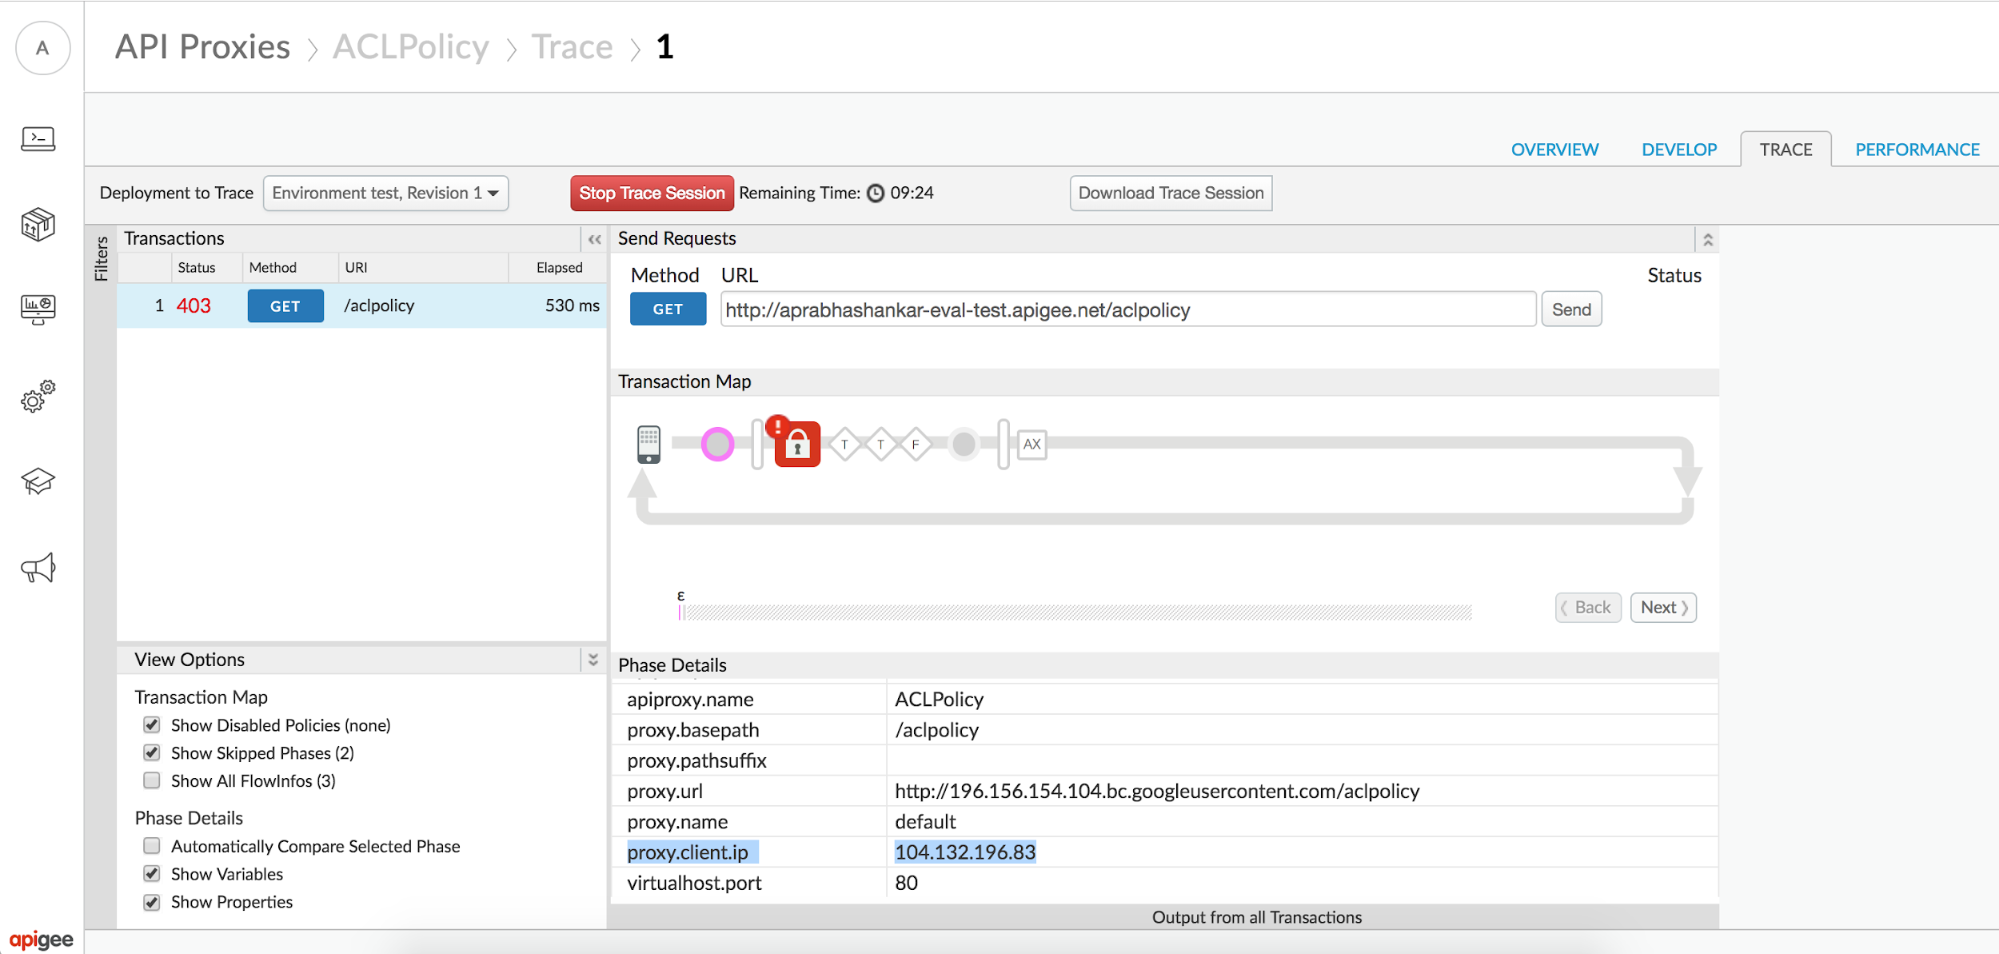 A
API Proxies > ACLPolicy > Trace > 1
OVERVIEW DEVELOP TRACE PERFORMANCE
Deployment to Trace Environment test, Revision 1 Stop Trace Session Remaining Time: 09:24 Download Trace Session
Filters
Transactions «
Status Method URI Elapsed
1 403 GET /aclpolicy 530 ms
Send Requests
Method URL Status
GET http://aprabhashankar-eval-test.apigee.net/aclpolicy Send
Transaction Map
! T T F AX
ε
Back Next
View Options
Transaction Map
Show Disabled Policies (none)
Show Skipped Phases (2)
Show All FlowInfos (3)
Phase Details
Automatically Compare Selected Phase
Show Variables
Show Properties
Phase Details
apiproxy.name ACLPolicy
proxy.basepath /aclpolicy
proxy.pathsuffix
proxy.url http://196.156.154.104.bc.googleusercontent.com/aclpolicy
proxy.name default
proxy.client.ip 104.132.196.83
virtualhost.port 80
Output from all Transactions
apigee